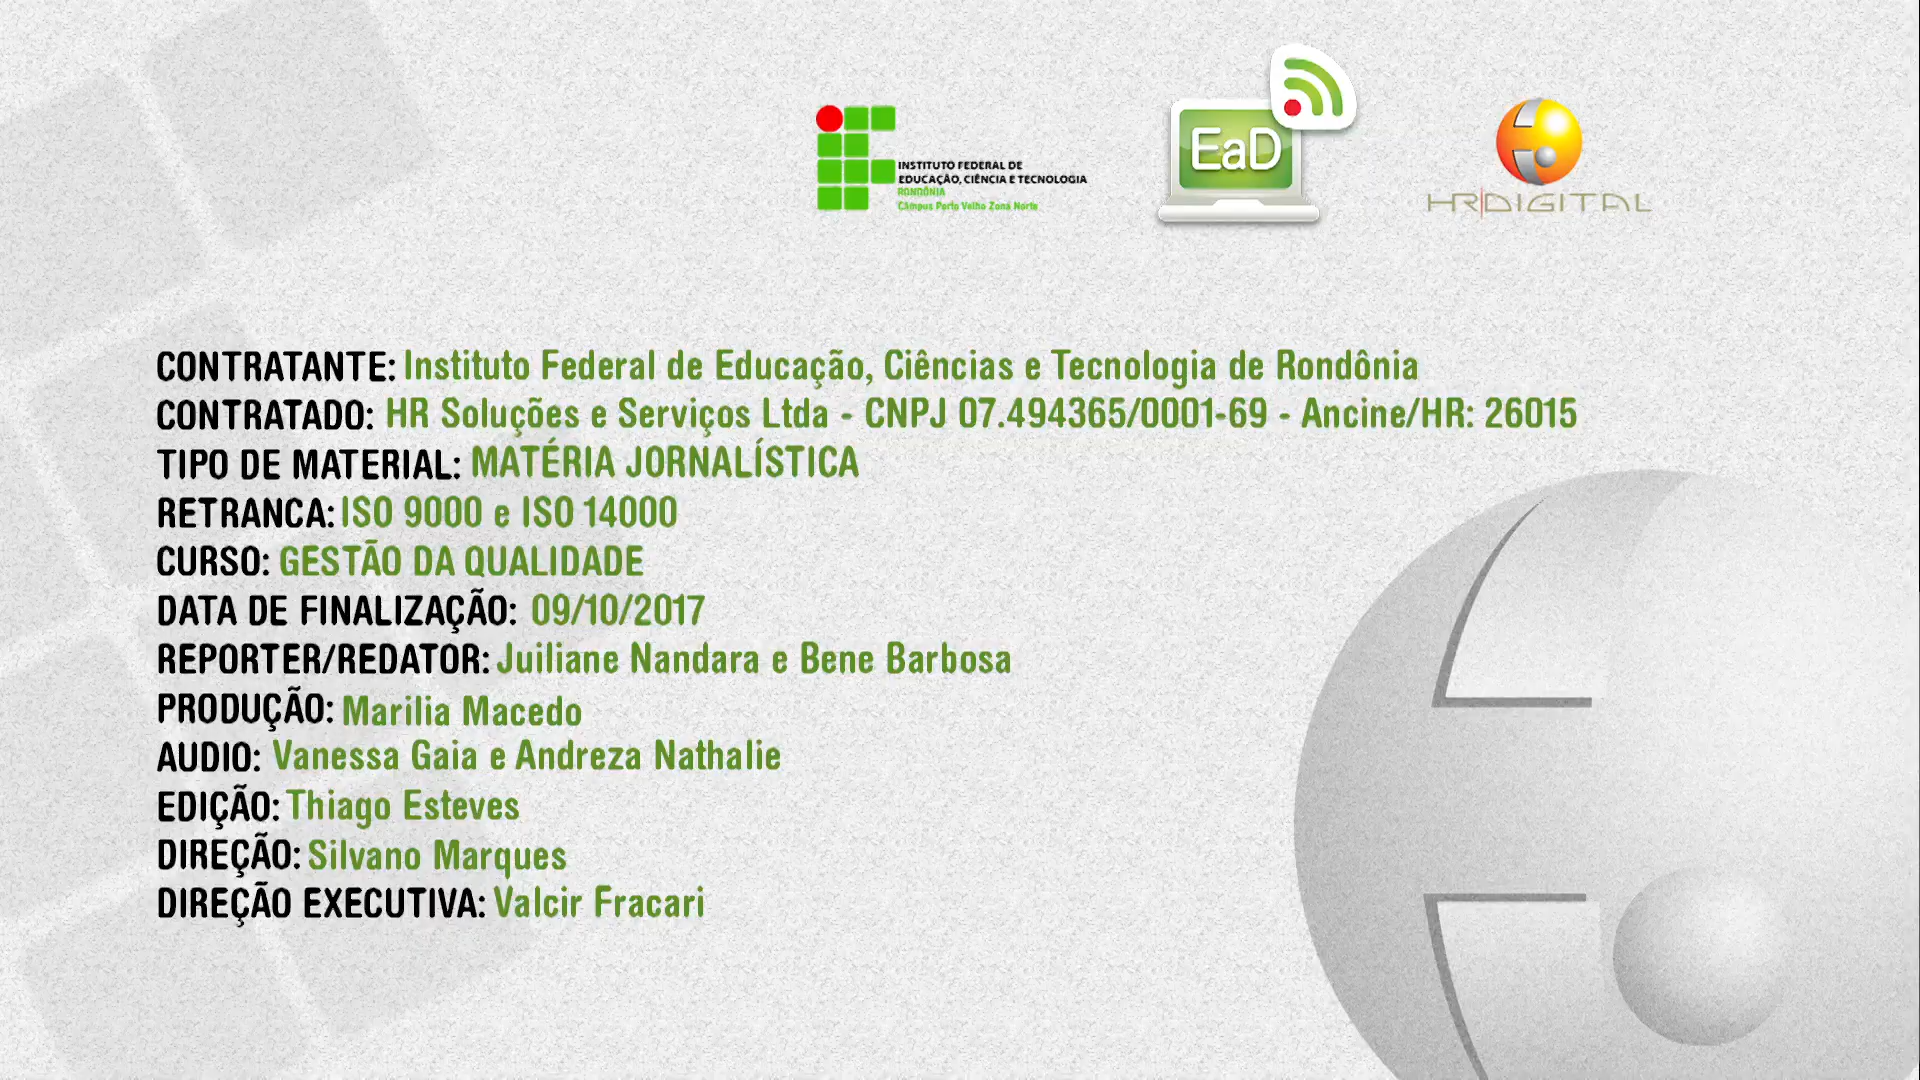 INSTITUTO FEDERAL DE
EDUCAÇÃO, CIÊNCIA E TECNOLOGIA
RONDÔNIA
Câmpus Porto Velho Zona Norte
EaD
HR|DIGITAL
CONTRATANTE: Instituto Federal de Educação, Ciências e Tecnologia de Rondônia
CONTRATADO: HR Soluções e Serviços Ltda - CNPJ 07.494365/0001-69 - Ancine/HR: 26015
TIPO DE MATERIAL: MATÉRIA JORNALÍSTICA
RETRANCA: ISO 9000 e ISO 14000
CURSO: GESTÃO DA QUALIDADE
DATA DE FINALIZAÇÃO: 09/10/2017
REPORTER/REDATOR: Juiliane Nandara e Bene Barbosa
PRODUÇÃO: Marilia Macedo
AUDIO: Vanessa Gaia e Andreza Nathalie
EDIÇÃO: Thiago Esteves
DIREÇÃO: Silvano Marques
DIREÇÃO EXECUTIVA: Valcir Fracari